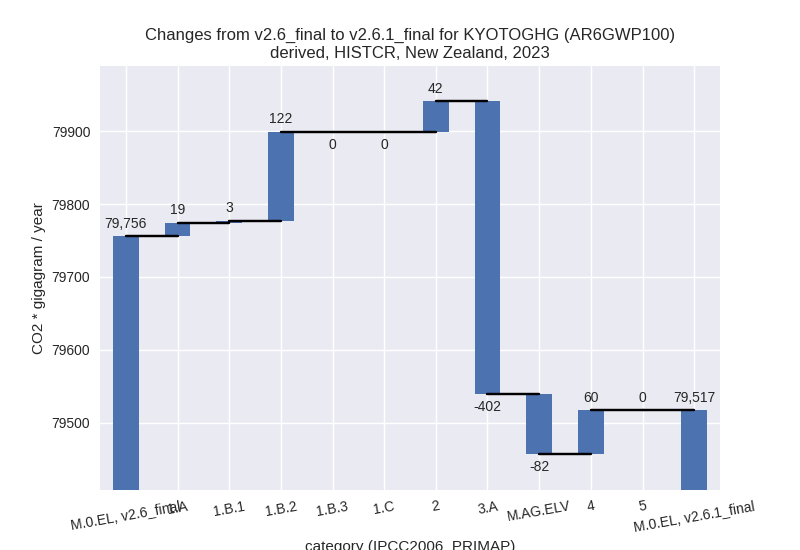 Changes from v2.6_final to v2.6.1_final for KYOTOGHG (AR6GWP100)
derived, HISTCR, New Zealand, 2023
CO2 * gigagram / year
79900
79800
79700
79600
79500
79,756
19
3
122
0
0
42
-402
-82
60
0
79,517
M.0.EL, v2.6_final
1.A
1.B.1
1.B.2
1.B.3
1.C
2
3.A
M.AG.ELV
4
5
M.0.EL, v2.6.1_final
category (IPCC2006_PRIMAP)